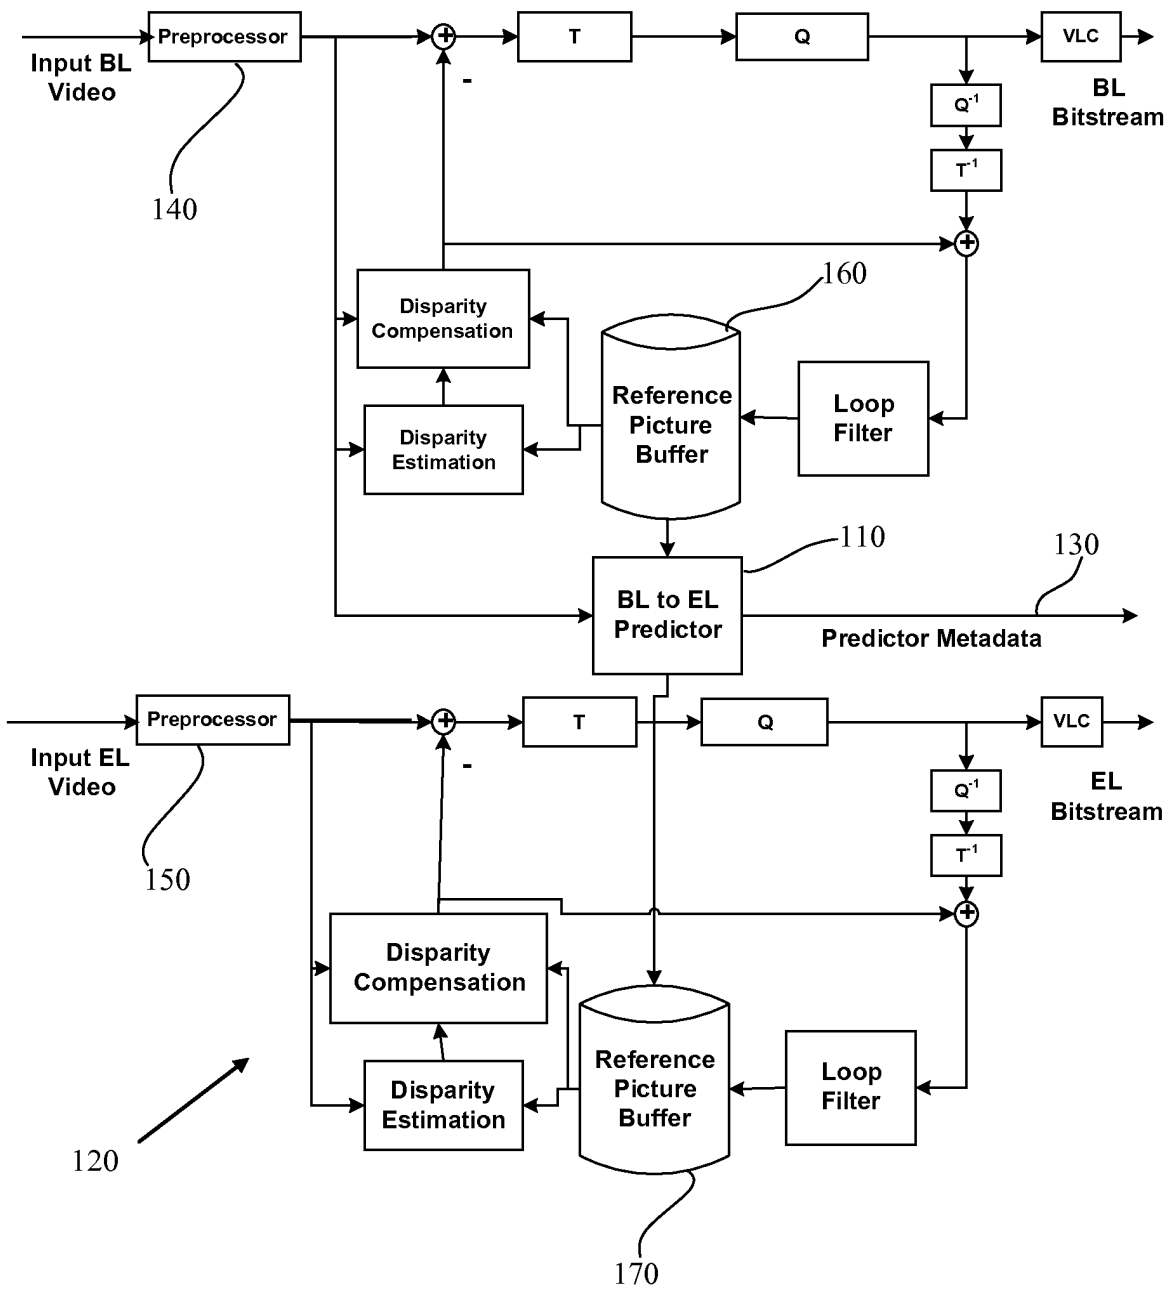 Preprocessor
+
T
Q
VLC
Input BL
Video
-
BL
Bitstream
Q-1
T-1
140
+
160
Disparity
Compensation
Reference
Picture
Buffer
Loop
Filter
Disparity
Estimation
110
130
BL to EL
Predictor
Predictor Metadata
Preprocessor
+
T
Q
VLC
Input EL
Video
-
EL
Bitstream
Q-1
T-1
150
+
Disparity
Compensation
Reference
Picture
Buffer
Loop
Filter
Disparity
Estimation
120
170